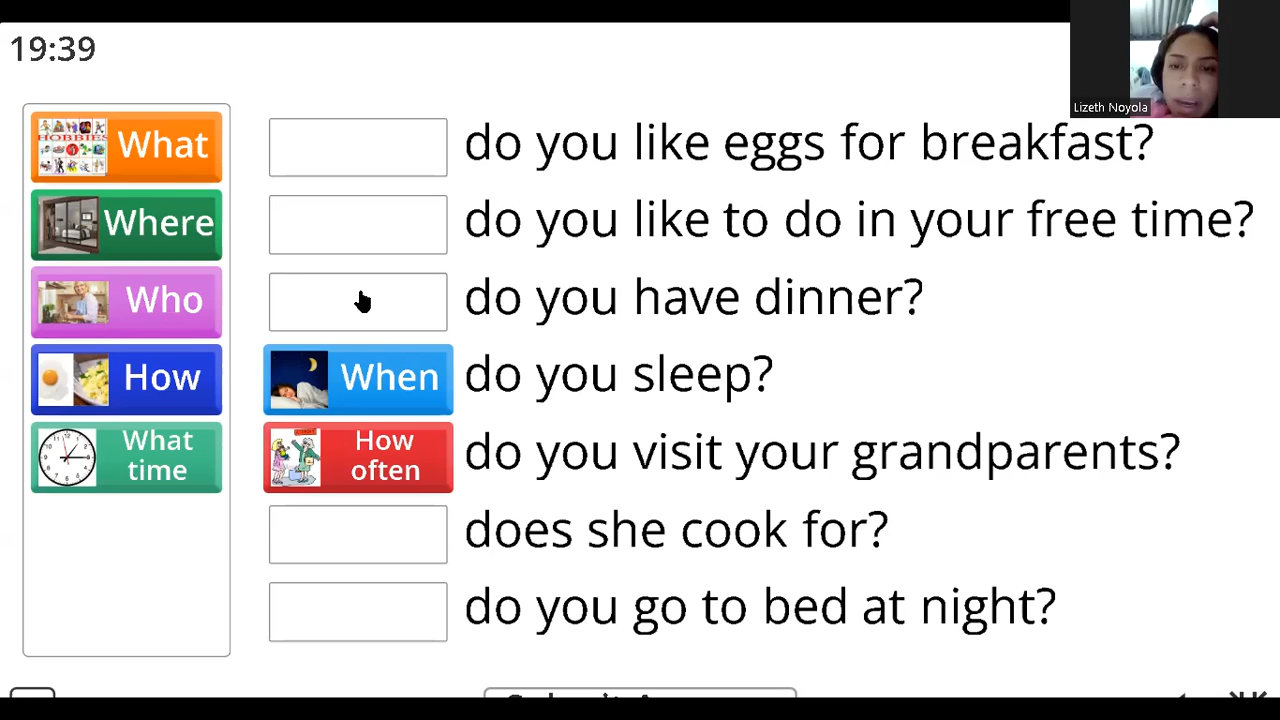 19:39
Lizeth Noyola
What
do you like eggs for breakfast?
HOBBIES
Where
do you like to do in your free time?
Who
do you have dinner?
How
When
do you sleep?
What
time
How
often
do you visit your grandparents?
does she cook for?
do you go to bed at night?